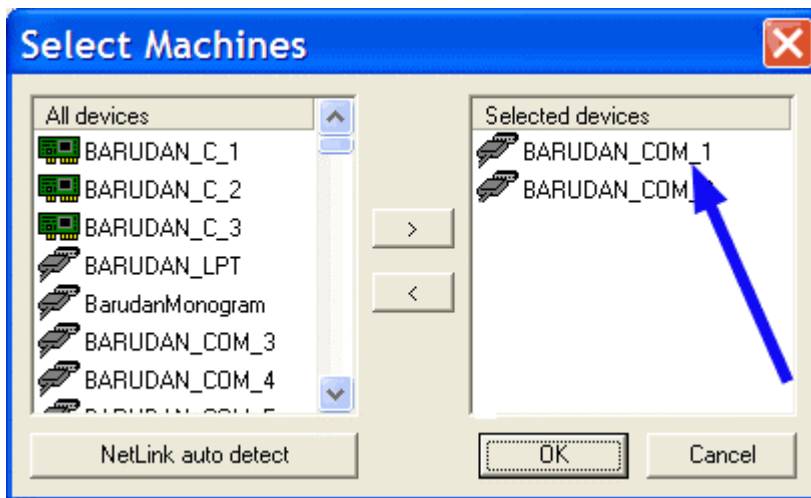 Select Machines
All devices
BARUDAN_C_1
BARUDAN_C_2
BARUDAN_C_3
BARUDAN_LPT
BarudanMonogram
BARUDAN_COM_3
BARUDAN_COM_4
>
<
Selected devices
BARUDAN_COM_1
BARUDAN_COM_
NetLink auto detect
OK
Cancel